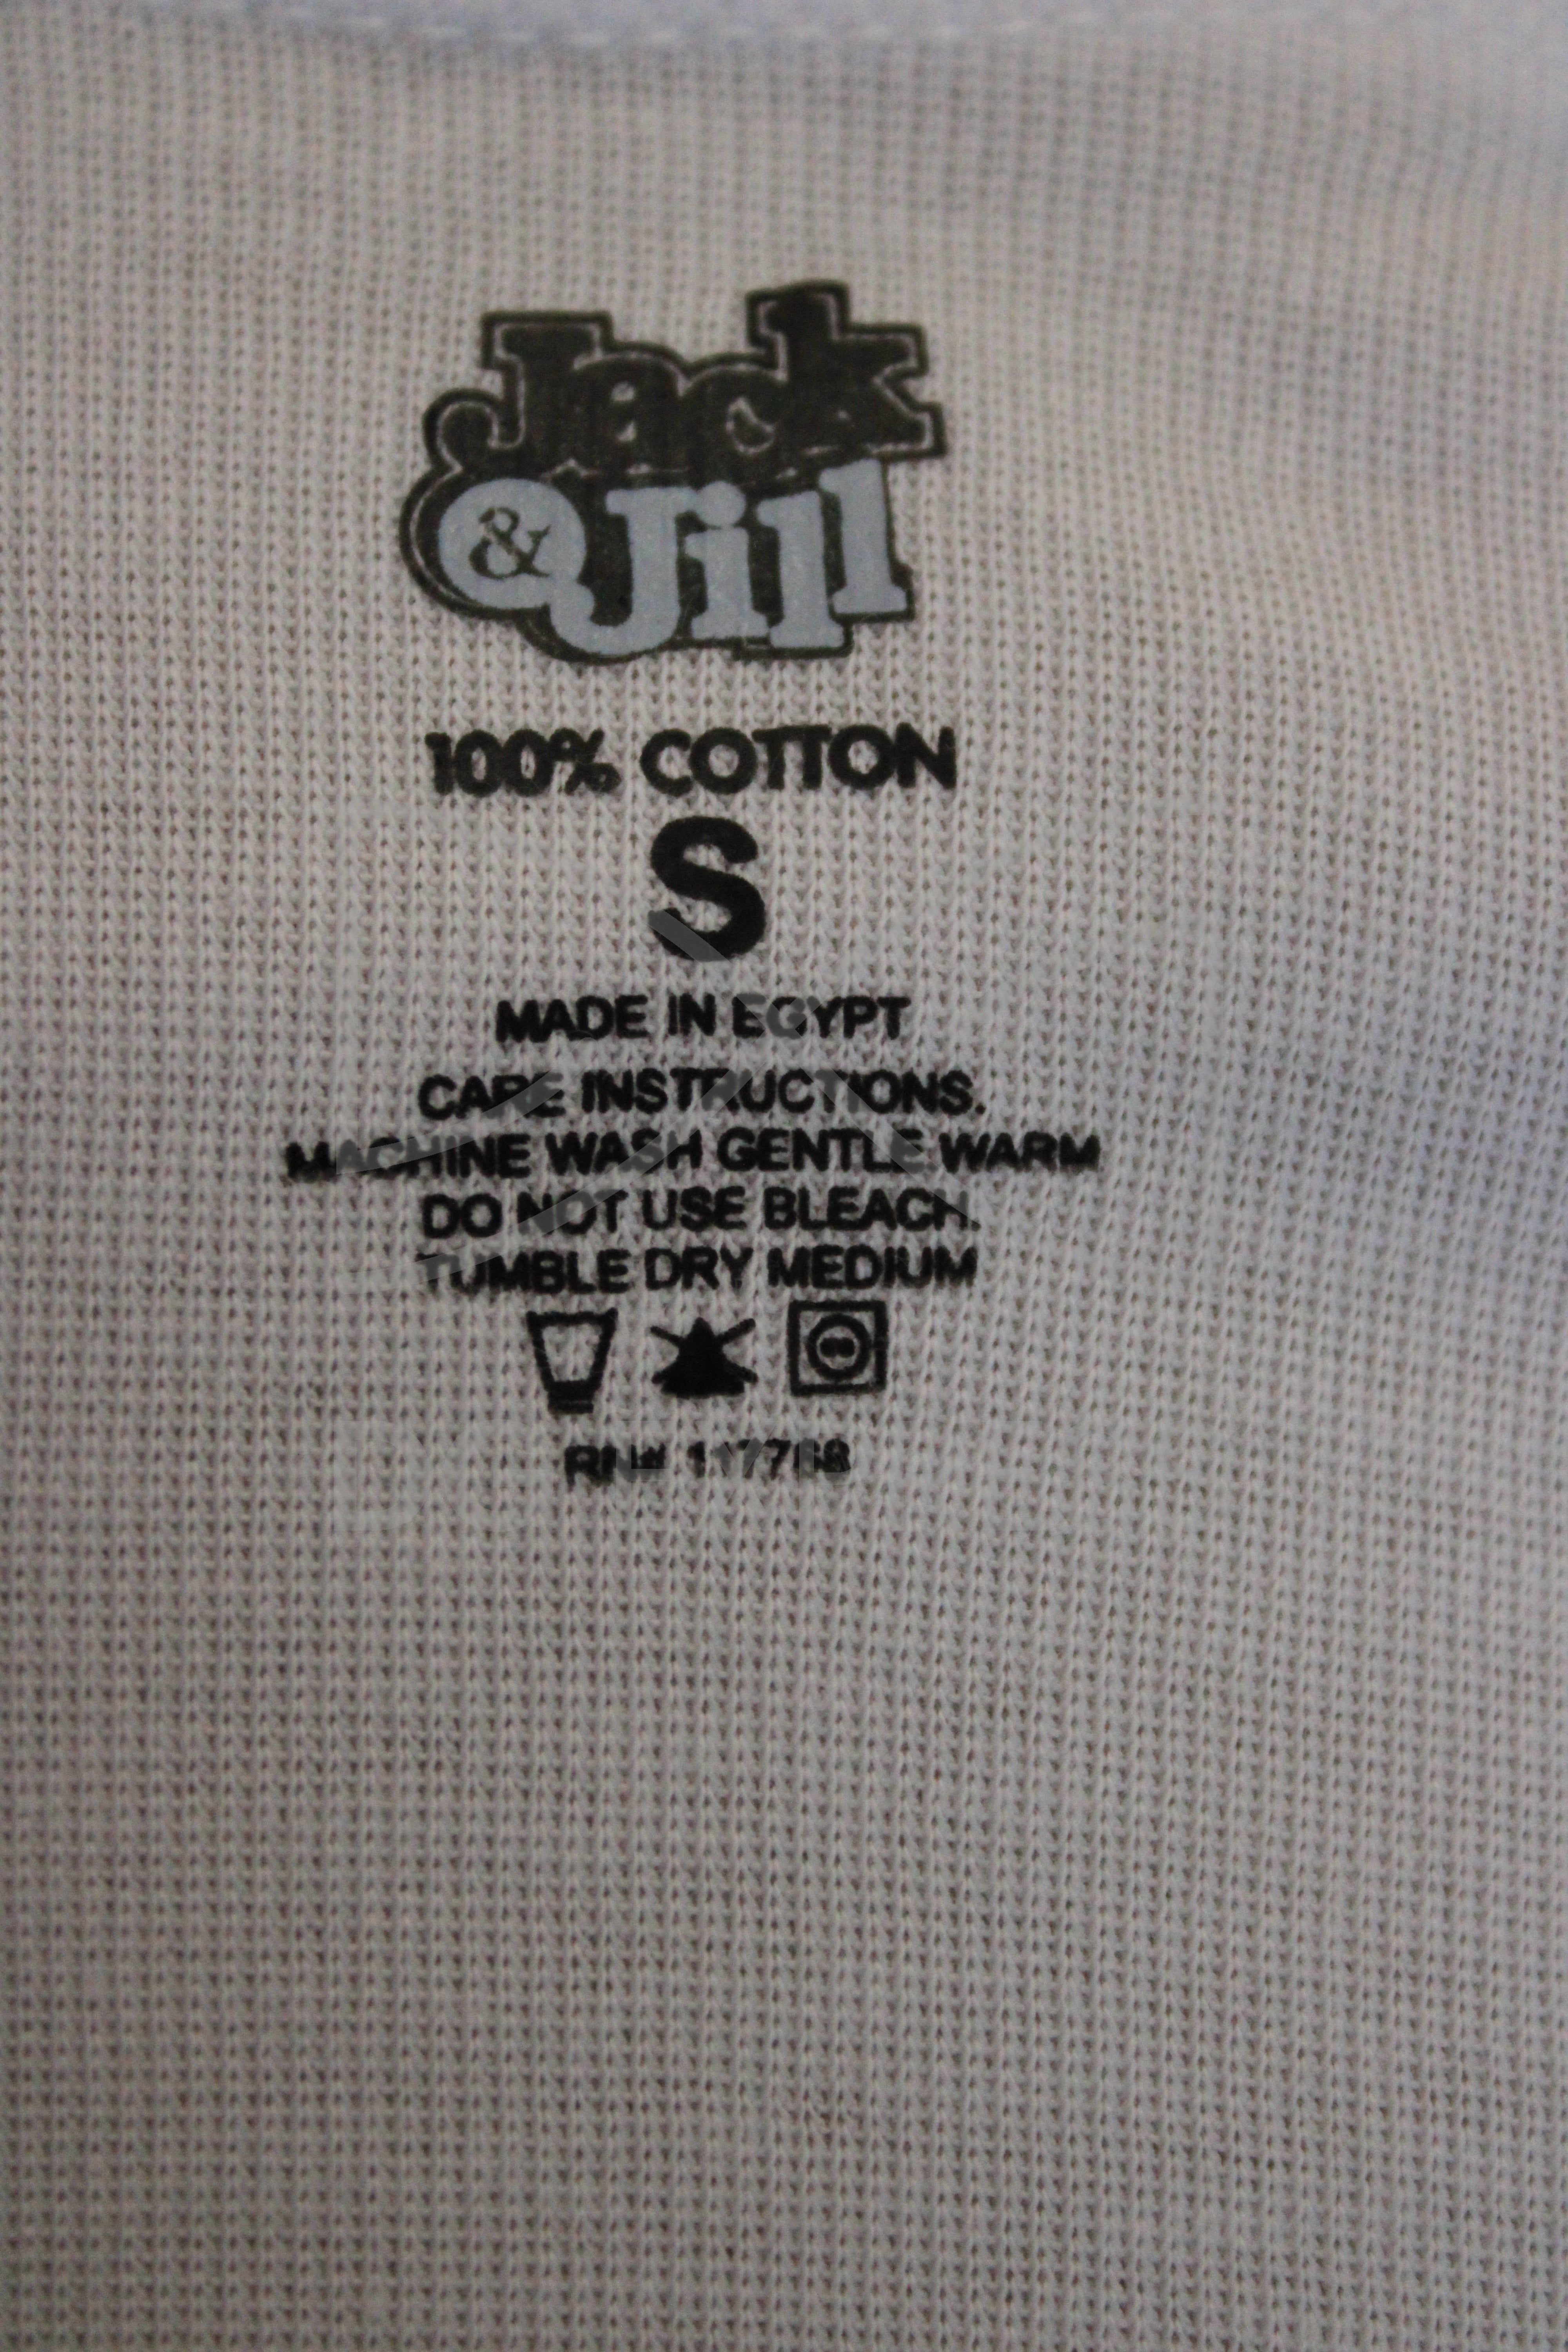 Jack
& Jill
100% COTTON
S
MADE IN EGYPT
CARE INSTRUCTIONS.
MACHINE WASH GENTLE WARM
DO NOT USE BLEACH.
TUMBLE DRY MEDIUM
RN#